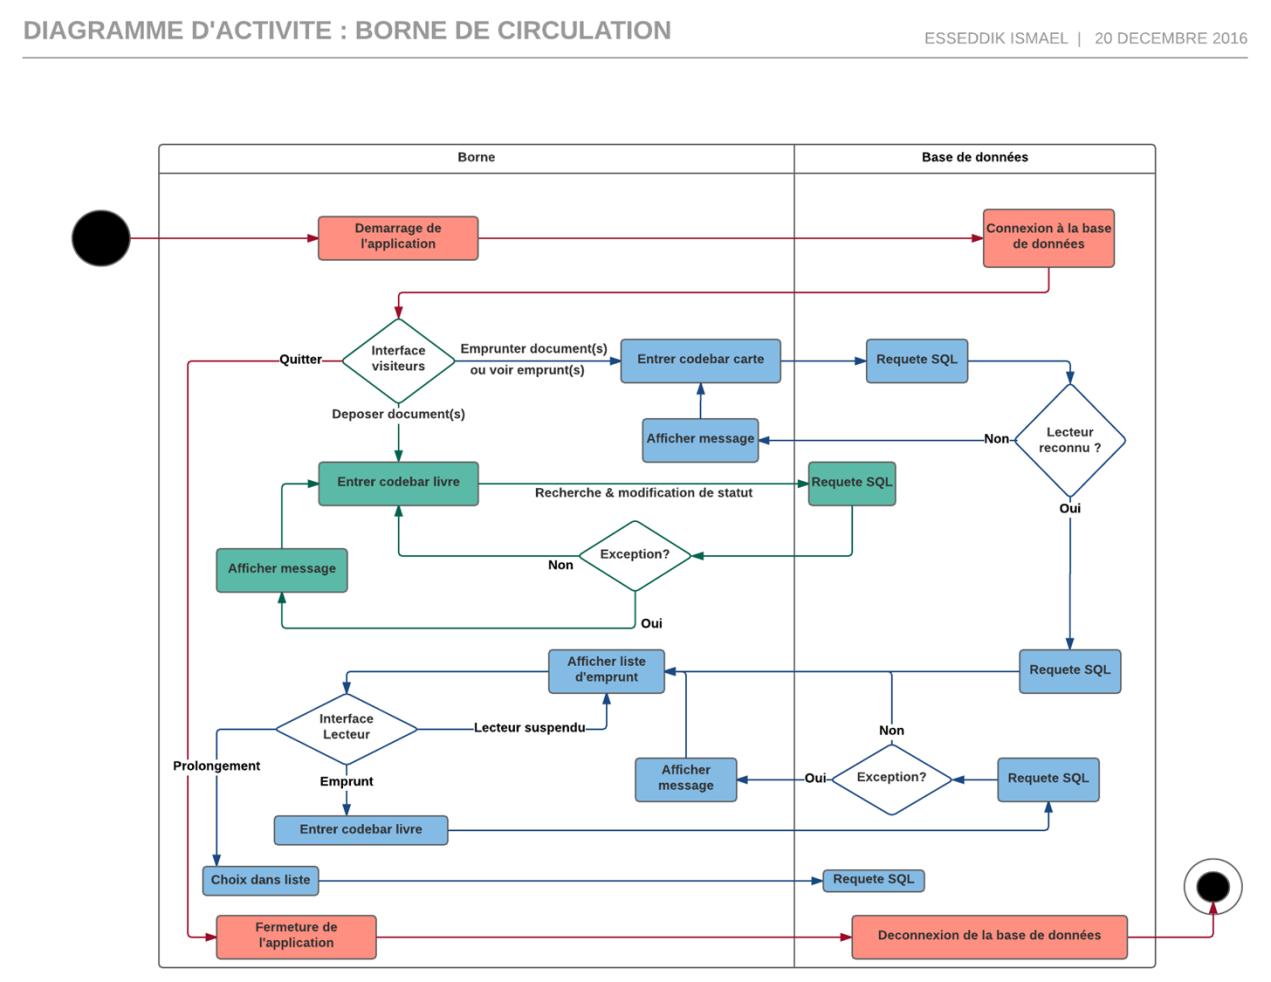 DIAGRAMME D'ACTIVITE : BORNE DE CIRCULATION
ESSEDDIK ISMAEL | 20 DECEMBRE 2016
Borne
Base de données
Demarrage de
l'application
Connexion à la base
de données
Quitter
Interface
visiteurs
Emprunter document(s)
ou voir emprunt(s)
Entrer codebar carte
Requete SQL
Deposer document(s)
Afficher message
Non
Lecteur
reconnu ?
Entrer codebar livre
Recherche & modification de statut
Requete SQL
Oui
Afficher message
Non
Exception?
Oui
Afficher liste
d'emprunt
Requete SQL
Interface
Lecteur
Lecteur suspendu
Non
Prolongement
Emprunt
Afficher
message
Oui
Exception?
Requete SQL
Entrer codebar livre
Choix dans liste
Requete SQL
Fermeture de
l'application
Deconnexion de la base de données